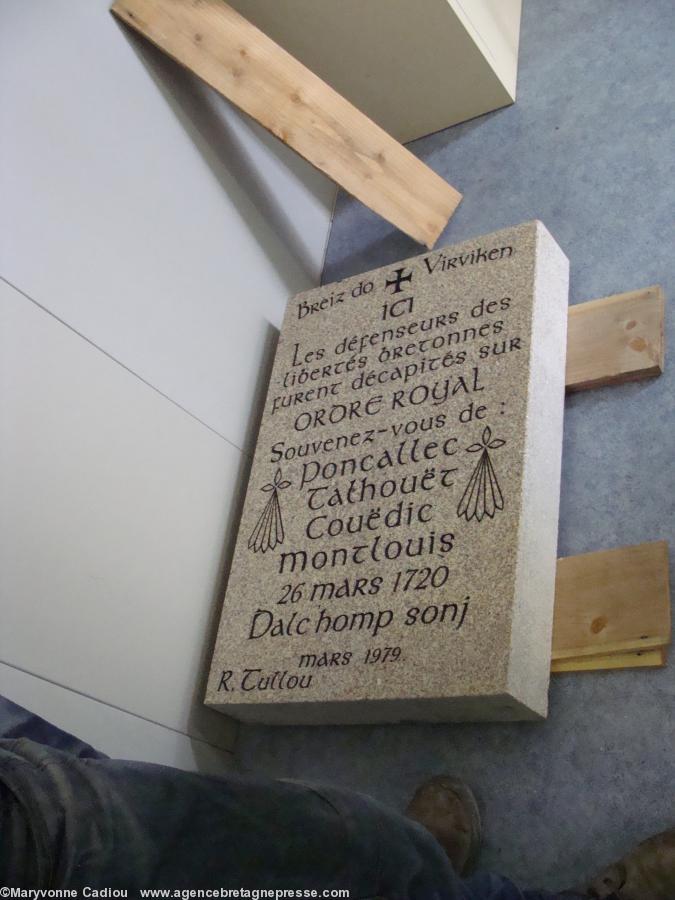 Breiz do Virviken
ICI
Les défenseurs des
libertés bretonnes
furent décapités sur
ORDRE ROYAL
Souvenez-vous de :
Poncallec
Talhouët
Couëdic
Montlouis
26 mars 1720
Dalc'homp sonj
mars 1979.
R. Tullou
©Maryvonne Cadiou www.agencebretagnepresse.com